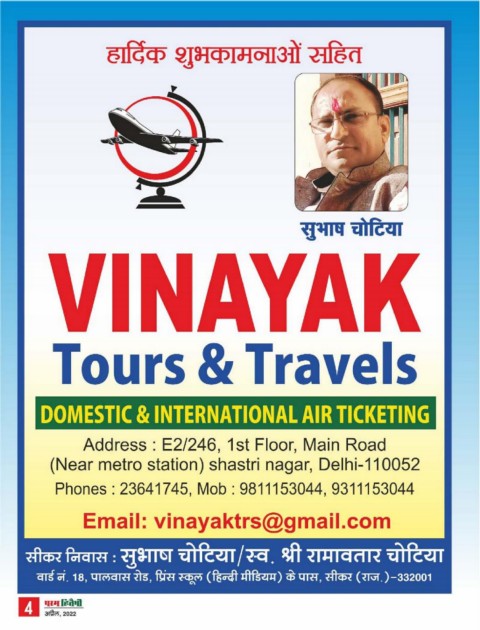 हार्दिक शुभकामनाओं सहित
सुभाष चोटिया
VINAYAK
Tours & Travels
DOMESTIC & INTERNATIONAL AIR TICKETING
Address : E2/246, 1st Floor, Main Road
(Near metro station) shastri nagar, Delhi-110052
Phones : 23641745, Mob : 9811153044, 9311153044
Email: vinayaktrs@gmail.com
सीकर निवास : सुभाष चोटिया/स्व. श्री रामावतार चोटिया
वार्ड नं. 18, पालवास रोड, प्रिंस स्कूल (हिन्दी मीडियम) के पास, सीकर (राज.)-332001
4 परम हितैषी
अप्रैल, 2022